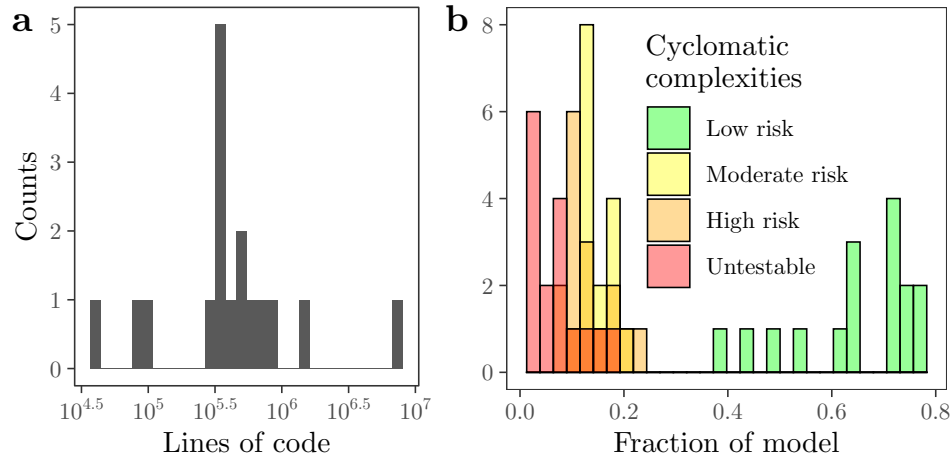 a
5
4
3
2
1
0
Counts
10^4.5 10^5 10^5.5 10^6 10^6.5 10^7
Lines of code
b
8
6
4
2
0
Cyclomatic
complexities
Low risk
Moderate risk
High risk
Untestable
0.0 0.2 0.4 0.6 0.8
Fraction of model